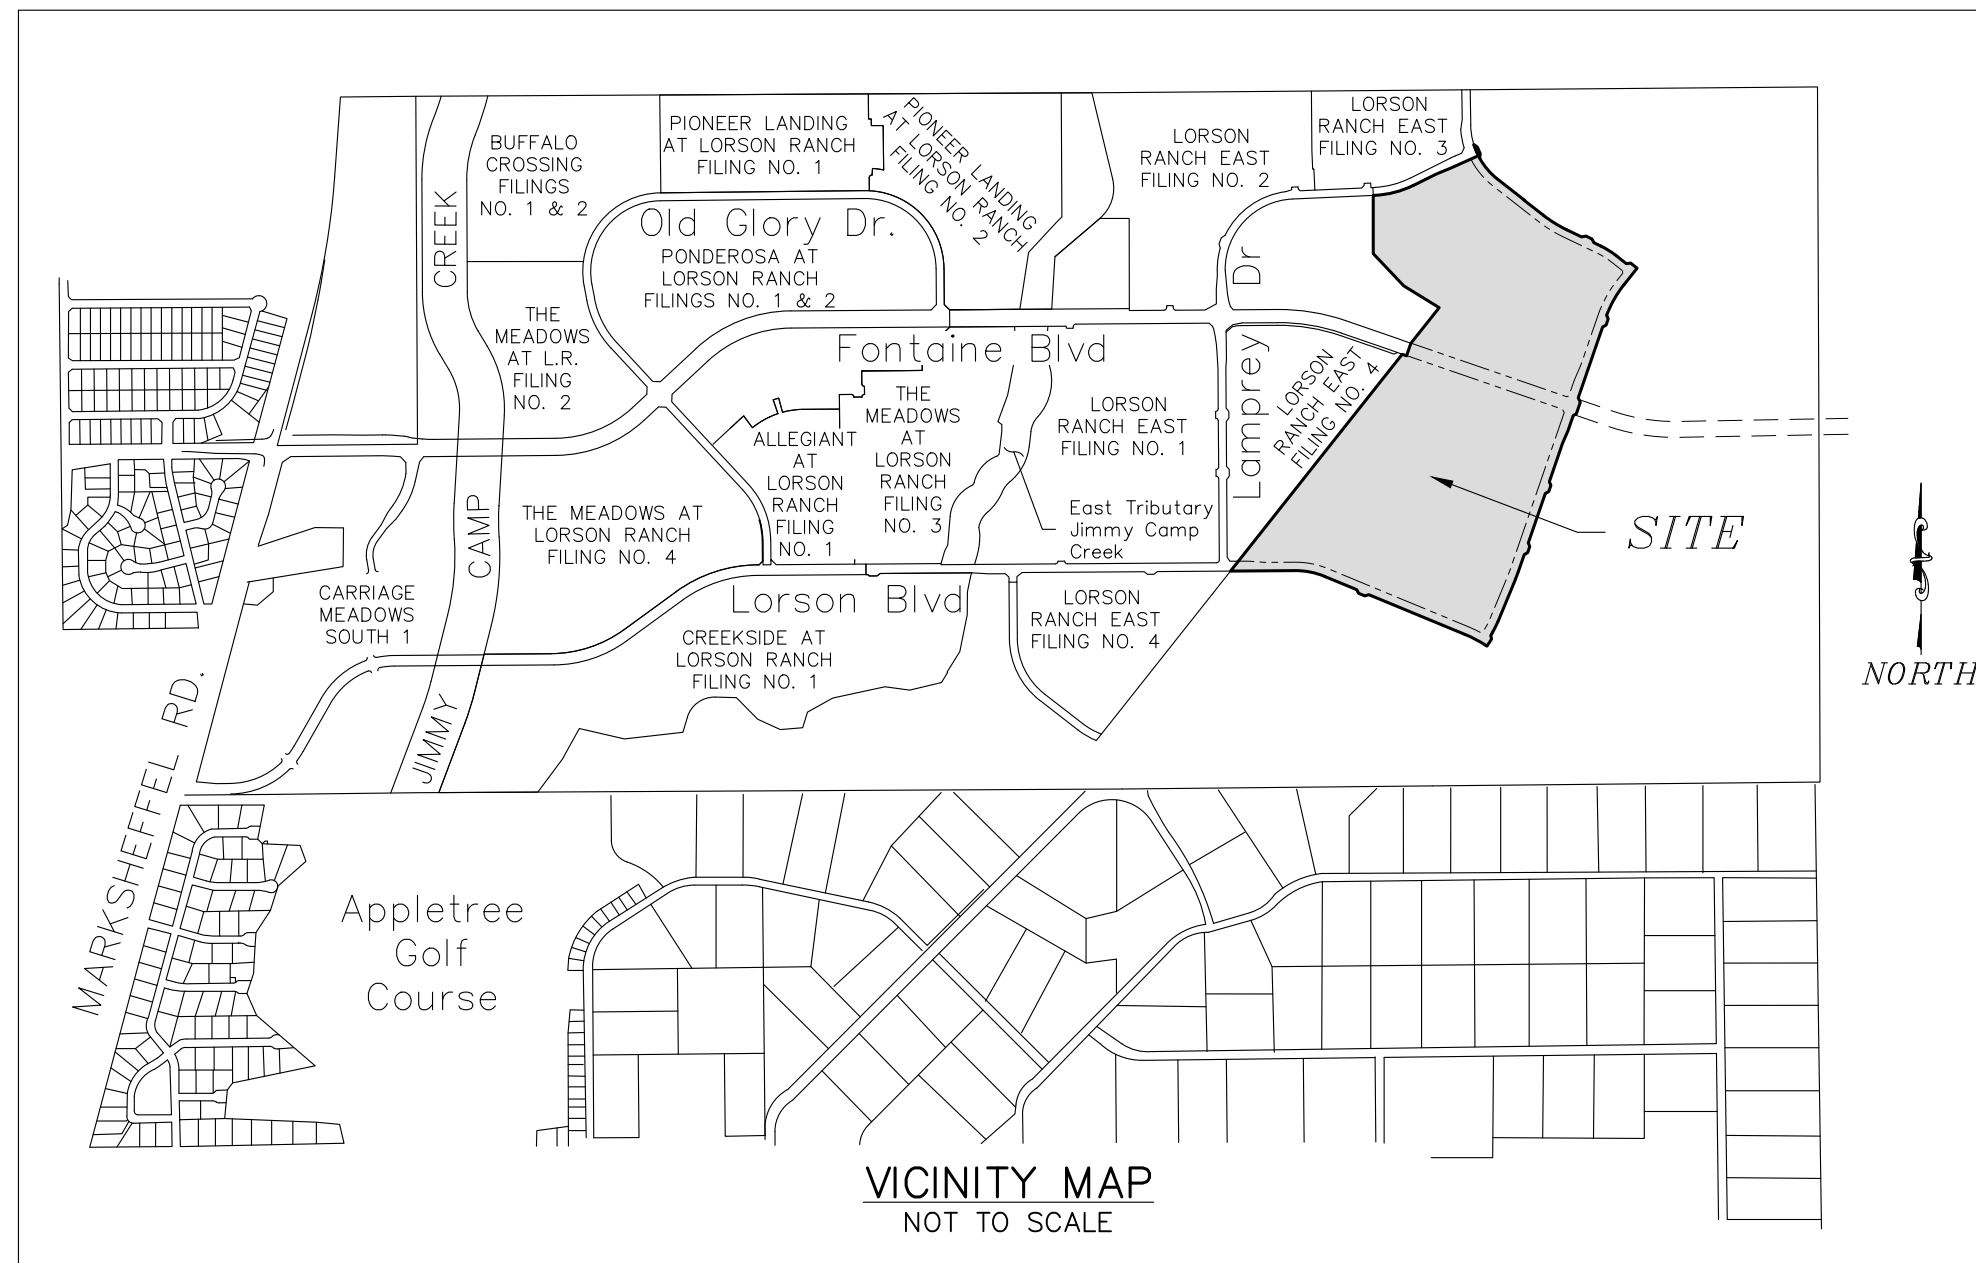 BUFFALO
CROSSING
FILINGS
NO. 1 & 2
PIONEER LANDING
AT LORSON RANCH
FILING NO. 1
PIONEER LANDING
AT LORSON RANCH
FILING NO. 2
LORSON
RANCH EAST
FILING NO. 2
LORSON
RANCH EAST
FILING NO. 3
Old Glory Dr.
PONDEROSA AT
LORSON RANCH
FILINGS NO. 1 & 2
THE
MEADOWS
AT L.R.
FILING
NO. 2
Fontaine Blvd
Lamprey Dr
LORSON
RANCH EAST
FILING NO. 4
ALLEGIANT
AT
LORSON
RANCH
FILING
NO. 1
THE
MEADOWS
AT
LORSON
RANCH
FILING
NO. 3
LORSON
RANCH EAST
FILING NO. 1
THE MEADOWS AT
LORSON RANCH
FILING NO. 4
East Tributary
Jimmy Camp
Creek
SITE
JIMMY CAMP CREEK
CARRIAGE
MEADOWS
SOUTH 1
Lorson Blvd
CREEKSIDE AT
LORSON RANCH
FILING NO. 1
LORSON
RANCH EAST
FILING NO. 4
NORTH
MARKSHEFFEL RD.
Appletree
Golf
Course
VICINITY MAP
NOT TO SCALE